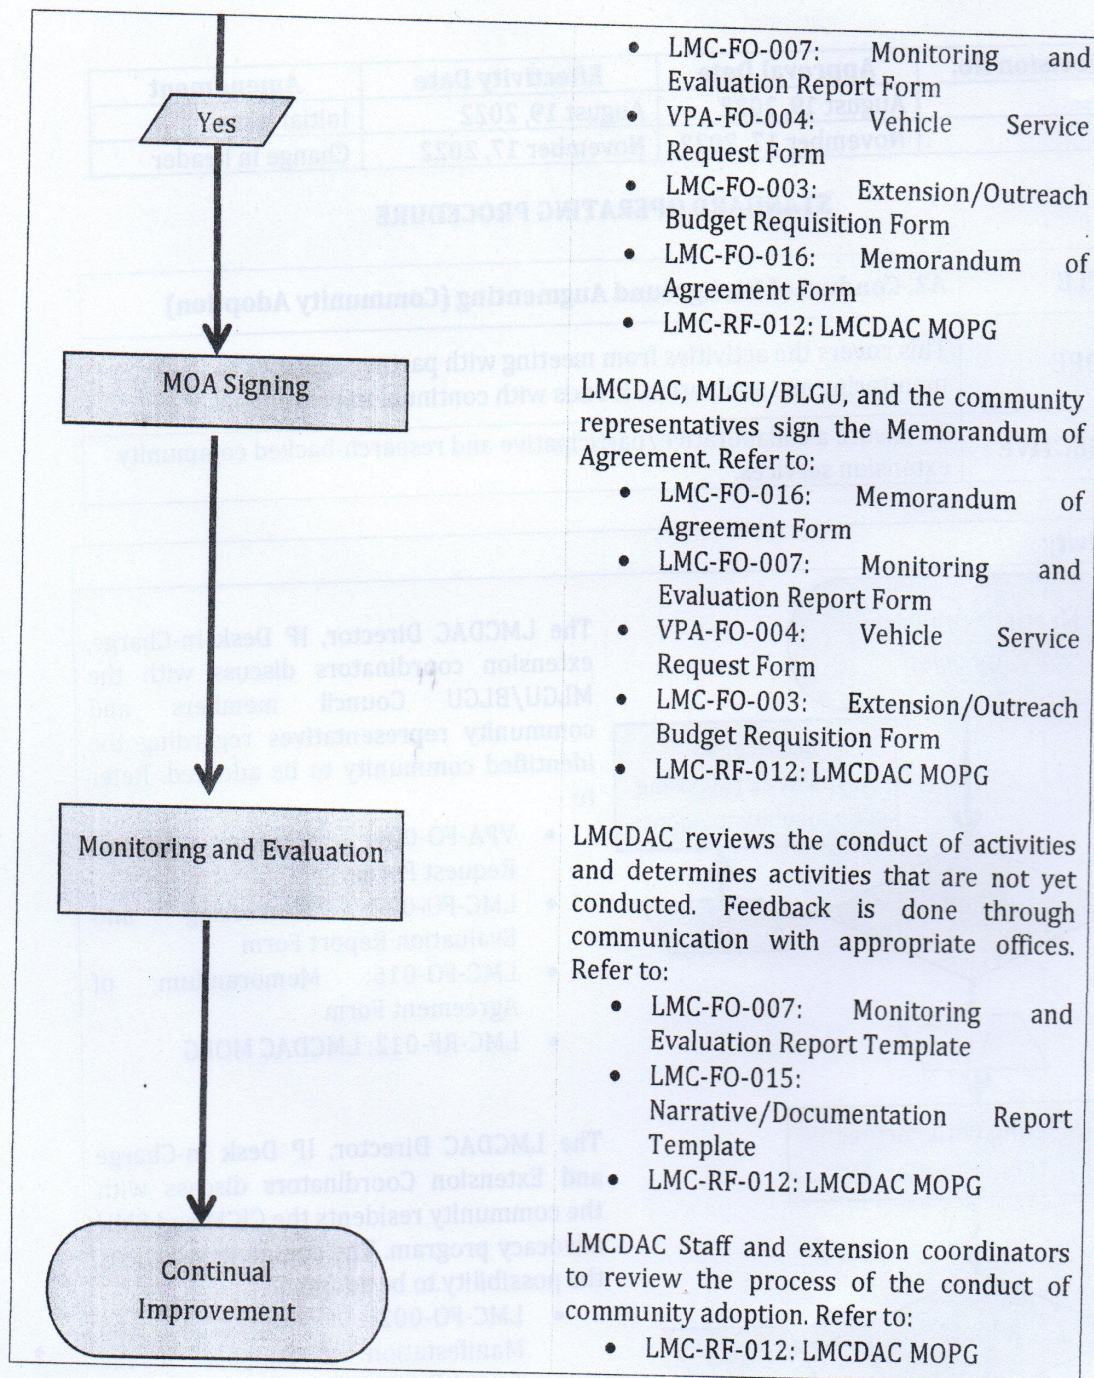 Yes
• LMC-FO-007: Monitoring and
Evaluation Report Form
• VPA-FO-004: Vehicle Service
Request Form
• LMC-FO-003: Extension/Outreach
Budget Requisition Form
• LMC-FO-016: Memorandum of
Agreement Form
• LMC-RF-012: LMCDAC MOPG
MOA Signing
LMCDAC, MLGU/BLGU, and the community
representatives sign the Memorandum of
Agreement. Refer to:
• LMC-FO-016: Memorandum of
Agreement Form
• LMC-FO-007: Monitoring and
Evaluation Report Form
• VPA-FO-004: Vehicle Service
Request Form
• LMC-FO-003: Extension/Outreach
Budget Requisition Form
• LMC-RF-012: LMCDAC MOPG
Monitoring and Evaluation
LMCDAC reviews the conduct of activities
and determines activities that are not yet
conducted. Feedback is done through
communication with appropriate offices.
Refer to:
• LMC-FO-007: Monitoring and
Evaluation Report Template
• LMC-FO-015:
Narrative/Documentation Report
Template
• LMC-RF-012: LMCDAC MOPG
Continual
Improvement
LMCDAC Staff and extension coordinators
to review the process of the conduct of
community adoption. Refer to:
• LMC-RF-012: LMCDAC MOPG